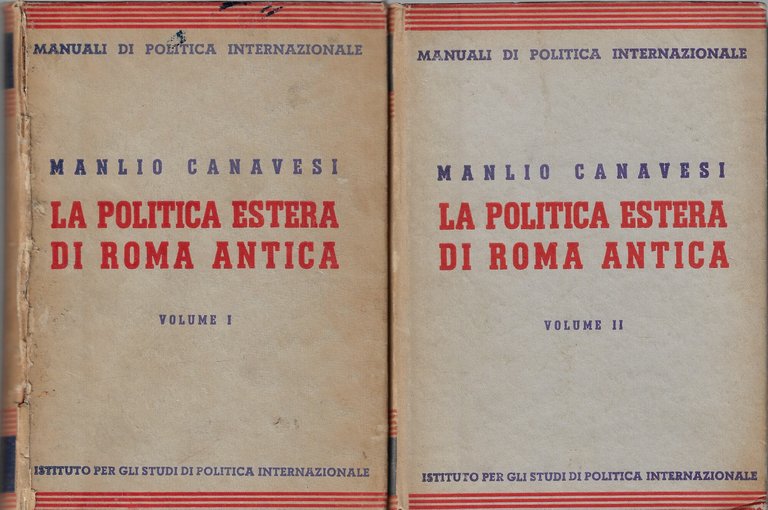 MANUALI DI POLITICA INTERNAZIONALE
MANLIO CANAVESI
LA POLITICA ESTERA
DI ROMA ANTICA
VOLUME I
ISTITUTO PER GLI STUDI DI POLITICA INTERNAZIONALE
MANUALI DI POLITICA INTERNAZIONALE
MANLIO CANAVESI
LA POLITICA ESTERA
DI ROMA ANTICA
VOLUME II
ISTITUTO PER GLI STUDI DI POLITICA INTERNAZIONALE